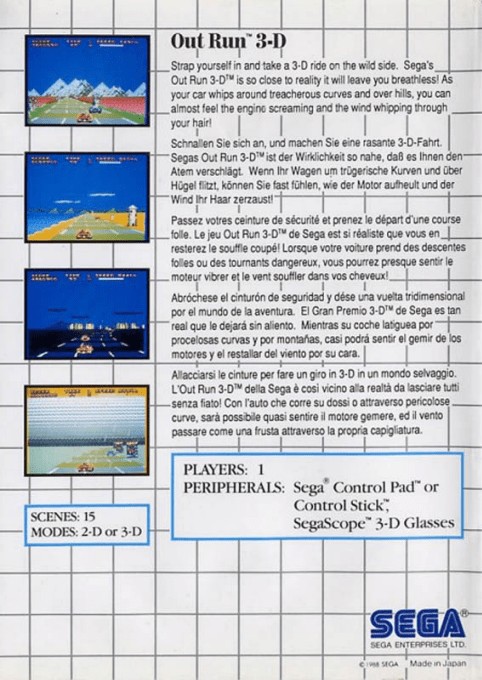 Out Run™ 3-D
Strap yourself in and take a 3-D ride on the wild side. Sega's
Out Run 3-D™ is so close to reality it will leave you breathless! As
your car whips around treacherous curves and over hills, you can
almost feel the engine screaming and the wind whipping through
your hair!
Schnallen Sie sich an, und machen Sie eine rasante 3-D-Fahrt.
Segas Out Run 3-D™ ist der Wirklichkeit so nahe, daß es Ihnen den
Atem verschlägt. Wenn Ihr Wagen um trügerische Kurven und über
Hügel flitzt, können Sie fast fühlen, wie der Motor aufheult und der
Wind Ihr Haar zerzaust!
Passez votres ceinture de sécurité et prenez le départ d'une course
folle. Le jeu Out Run 3-D™ de Sega est si réaliste que vous en
resterez le souffle coupé! Lorsque votre voiture prend des descentes
folles ou des tournants dangereux, vous pourrez presque sentir le
moteur vibrer et le vent souffler dans vos cheveux!
Abróchese el cinturón de seguridad y dése una vuelta tridimensional
por el mundo de la aventura. El Gran Premio 3-D™ de Sega es tan
real que le dejará sin aliento. Mientras su coche latiguea por
procelosas curvas y por montañas, casi podrá sentir el gemir de los
motores y el restallar del viento por su cara.
Allacciarsi le cinture per fare un giro in 3-D in un mondo selvaggio.
L'Out Run 3-D™ della Sega è cosi vicino alla realtà da lasciare tutti
senza fiato! Con l'auto che corre su dossi o attraverso pericolose
curve, sarà possibile quasi sentire il motore gemere, ed il vento
passare come una frusta attraverso la propria capigliatura.
PLAYERS: 1
PERIPHERALS: Sega® Control Pad™ or
Control Stick™,
SegaScope™ 3-D Glasses
SCENES: 15
MODES: 2-D or 3-D
SEGA®
SEGA ENTERPRISES LTD.
© 1988 SEGA Made in Japan